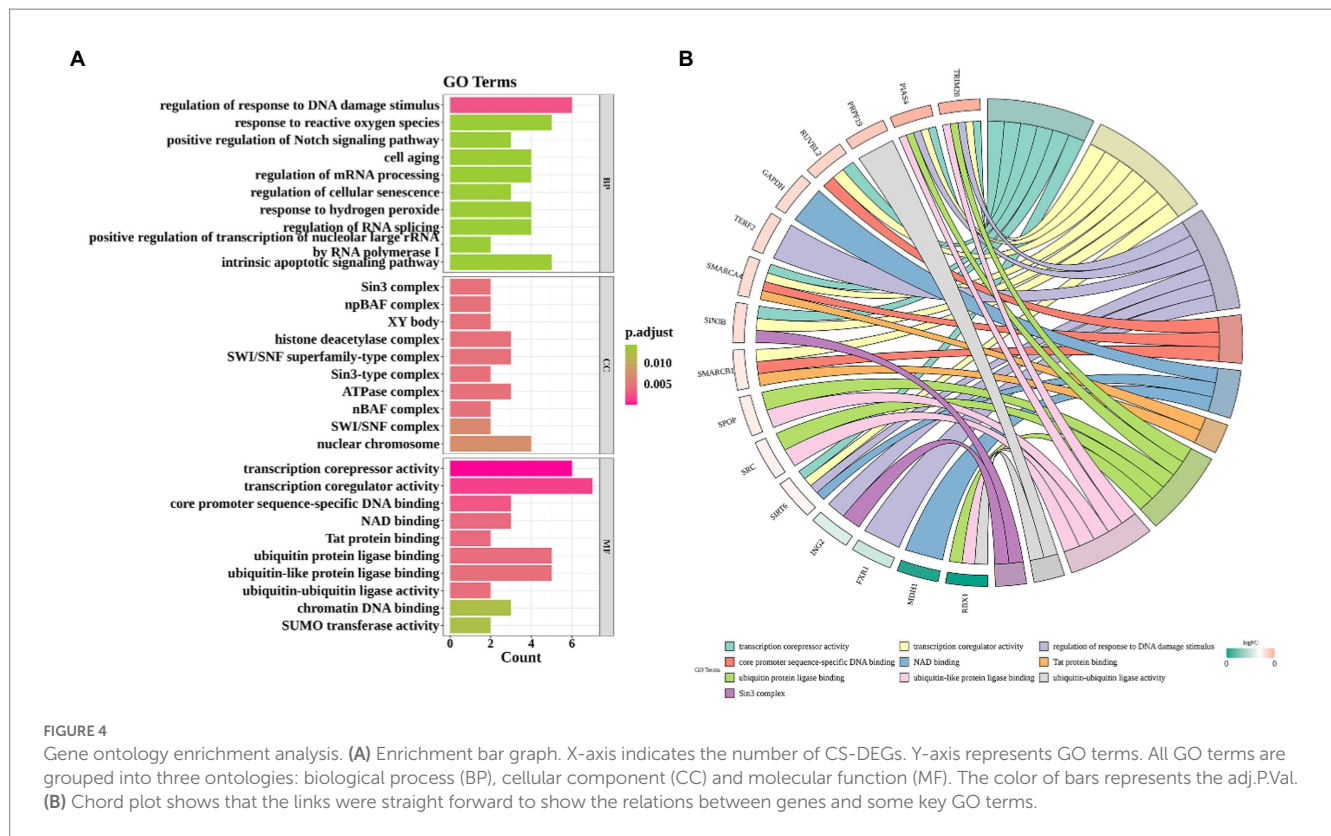 A
GO Terms
regulation of response to DNA damage stimulus
response to reactive oxygen species
positive regulation of Notch signaling pathway
cell aging
regulation of mRNA processing
regulation of cellular senescence
response to hydrogen peroxide
regulation of RNA splicing
positive regulation of transcription of nucleolar large rRNA
by RNA polymerase I
intrinsic apoptotic signaling pathway
BP
Sin3 complex
npBAF complex
XY body
histone deacetylase complex
SWI/SNF superfamily-type complex
Sin3-type complex
ATPase complex
nBAF complex
SWI/SNF complex
nuclear chromosome
CC
transcription corepressor activity
transcription coregulator activity
core promoter sequence-specific DNA binding
NAD binding
Tat protein binding
ubiquitin protein ligase binding
ubiquitin-like protein ligase binding
ubiquitin-ubiquitin ligase activity
chromatin DNA binding
SUMO transferase activity
MF
0 2 4 6
Count
p.adjust
0.010
0.005
B
TRIM28
PIAS4
PRPF19
RUVBL2
GAPDH
TERF2
SMARCA4
SIN3B
SMARCB1
SPOP
SRC
SIRT6
ING2
FXR1
MDH1
RBX1
GO Terms
transcription corepressor activity transcription coregulator activity regulation of response to DNA damage stimulus
core promoter sequence-specific DNA binding NAD binding Tat protein binding
ubiquitin protein ligase binding ubiquitin-like protein ligase binding ubiquitin-ubiquitin ligase activity
Sin3 complex
logFC
0 0
FIGURE 4
Gene ontology enrichment analysis. (A) Enrichment bar graph. X-axis indicates the number of CS-DEGs. Y-axis represents GO terms. All GO terms are
grouped into three ontologies: biological process (BP), cellular component (CC) and molecular function (MF). The color of bars represents the adj.P.Val.
(B) Chord plot shows that the links were straight forward to show the relations between genes and some key GO terms.